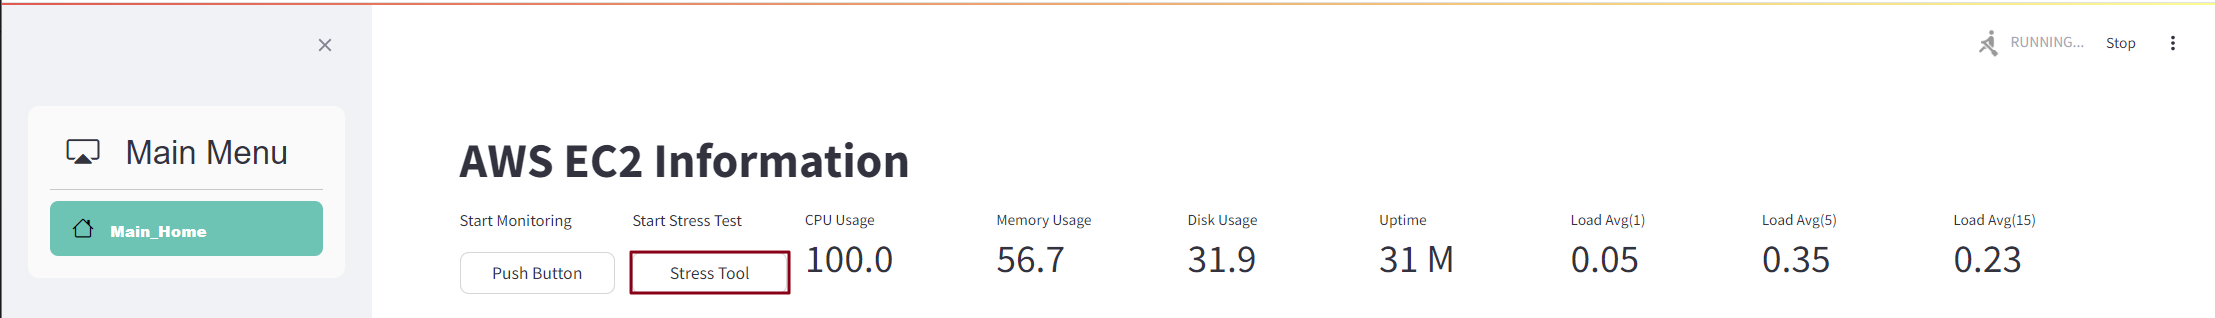 RUNNING...
Stop
Main Menu
Main_Home
AWS EC2 Information
Start Monitoring
Push Button
Start Stress Test
Stress Tool
CPU Usage
100.0
Memory Usage
56.7
Disk Usage
31.9
Uptime
31 M
Load Avg(1)
0.05
Load Avg(5)
0.35
Load Avg(15)
0.23